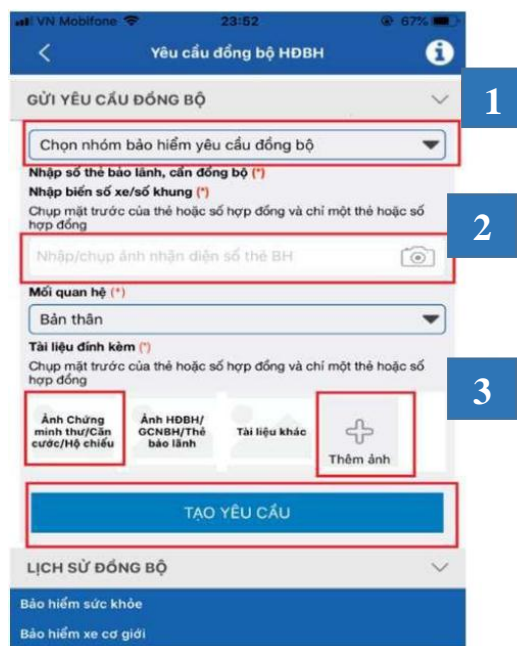 VN Mobifone 23:52 67%
Yêu cầu đồng bộ HĐBH
GỬI YÊU CẦU ĐỒNG BỘ
1
Chọn nhóm bảo hiểm yêu cầu đồng bộ
Nhập số thẻ bảo lãnh, cần đồng bộ (*)
Nhập biển số xe/số khung (*)
Chụp mặt trước của thẻ hoặc số hợp đồng và chỉ một thẻ hoặc số
hợp đồng
2
Nhập/chụp ảnh nhận diện số thẻ BH
Mối quan hệ (*)
Bản thân
Tài liệu đính kèm (*)
Chụp mặt trước của thẻ hoặc số hợp đồng và chỉ một thẻ hoặc số
hợp đồng
3
Ảnh Chứng
minh thư/Căn
cước/Hộ chiếu
Ảnh HĐBH/
GCNBH/Thẻ
bảo lãnh
Tài liệu khác
Thêm ảnh
TẠO YÊU CẦU
LỊCH SỬ ĐỒNG BỘ
Bảo hiểm sức khỏe
Bảo hiểm xe cơ giới